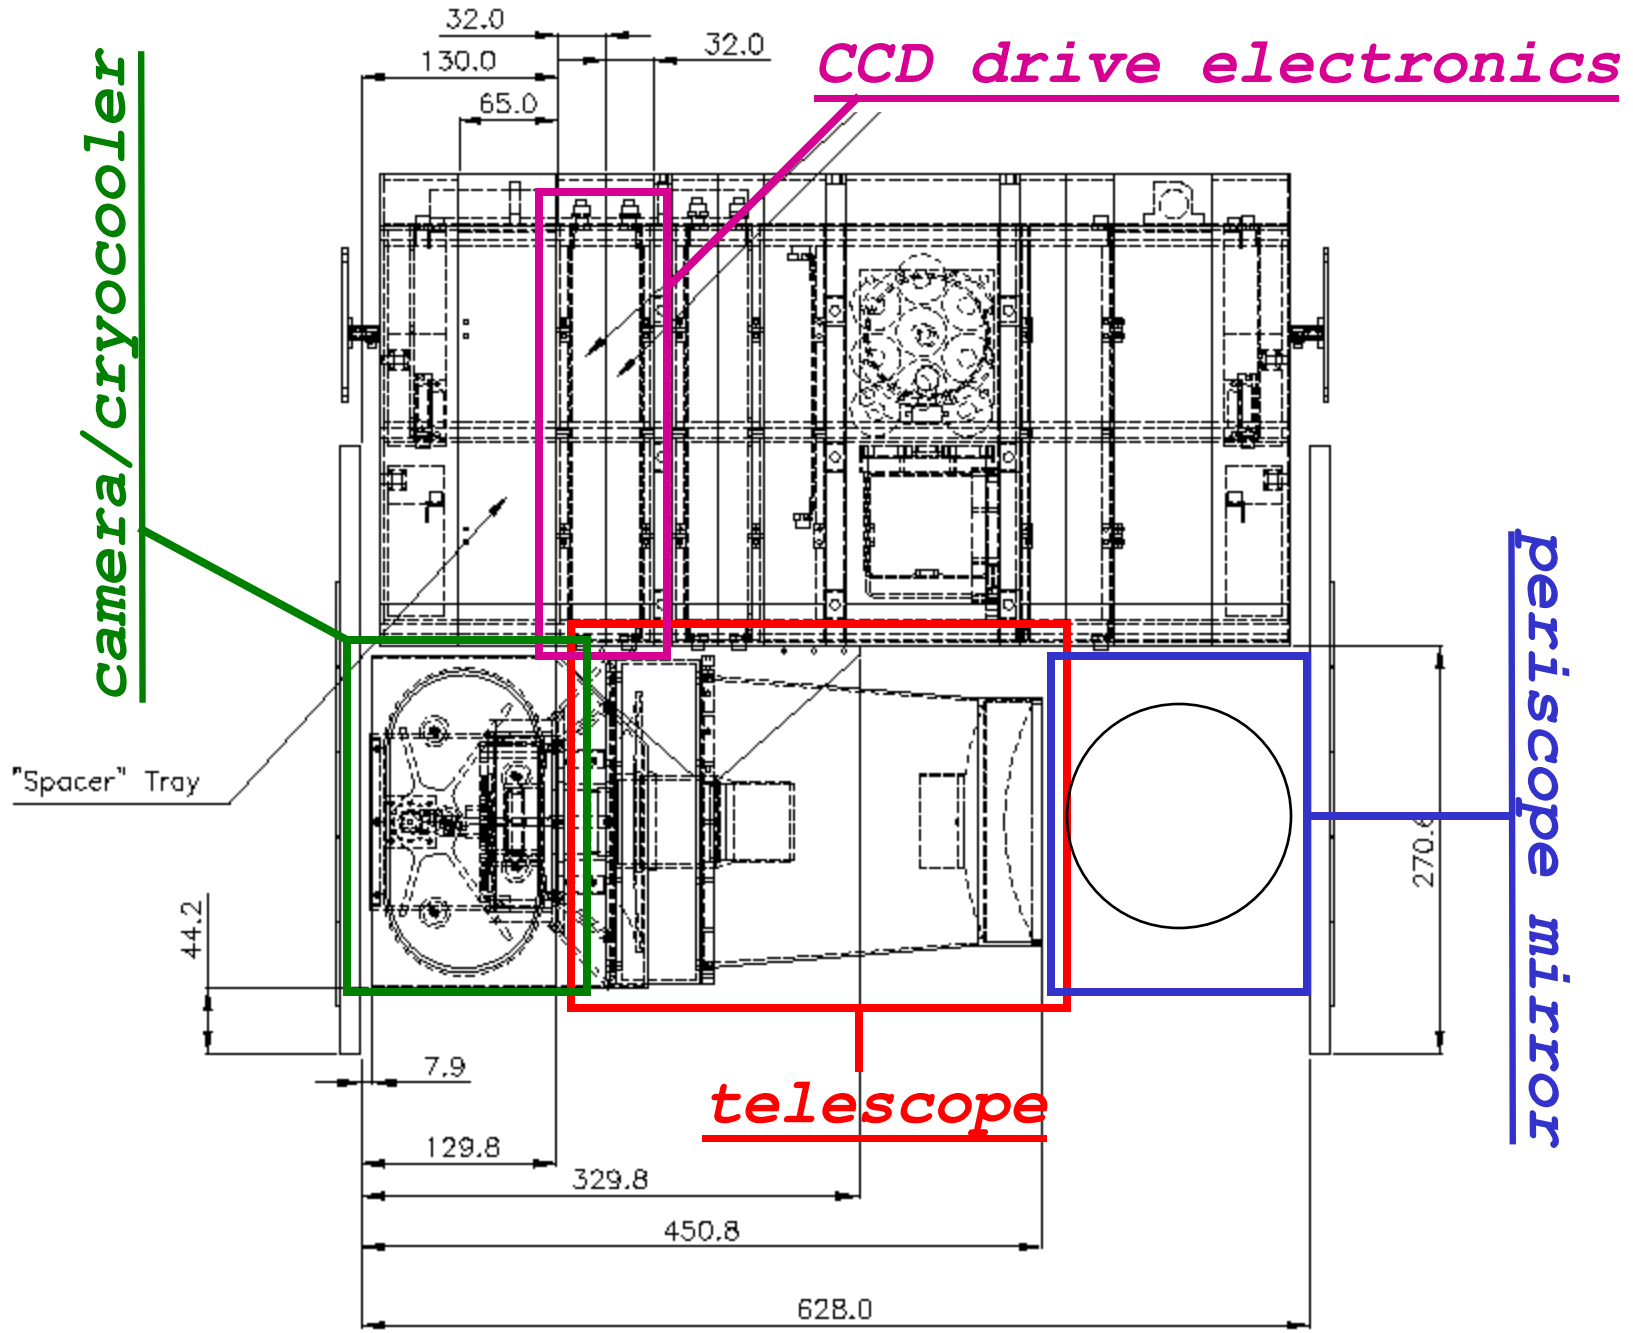 32.0
32.0
130.0
65.0
CCD drive electronics
camera/cryocooler
"Spacer" Tray
periscope mirror
270.6
44.2
7.9
telescope
129.8
329.8
450.8
628.0